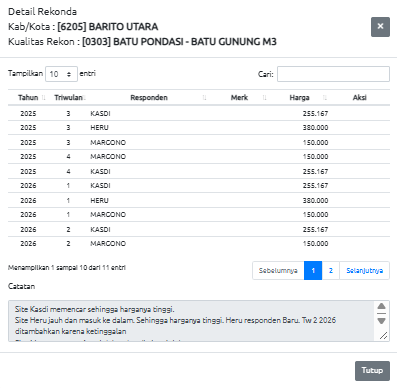 Detail Rekonda
Kab/Kota : [6205] BARITO UTARA
Kualitas Rekon : [0303] BATU PONDASI - BATU GUNUNG M3
×
Tampilkan 10 entri
Cari:
Tahun Triwulan Responden Merk Harga Aksi
2025 3 KASDI 255.167
2025 3 HERU 380.000
2025 3 MARGONO 150.000
2025 4 MARGONO 150.000
2025 4 KASDI 255.167
2026 1 KASDI 255.167
2026 1 HERU 380.000
2026 1 MARGONO 150.000
2026 2 KASDI 255.167
2026 2 MARGONO 150.000
Menampilkan 1 sampai 10 dari 11 entri
Sebelumnya 1 2 Selanjutnya
Catatan
Site Kasdi memencar sehingga harganya tinggi.
Site Heru jauh dan masuk ke dalam. Sehingga harganya tinggi. Heru responden Baru. Tw 2 2026
ditambahkan karena ketinggalan
Tutup